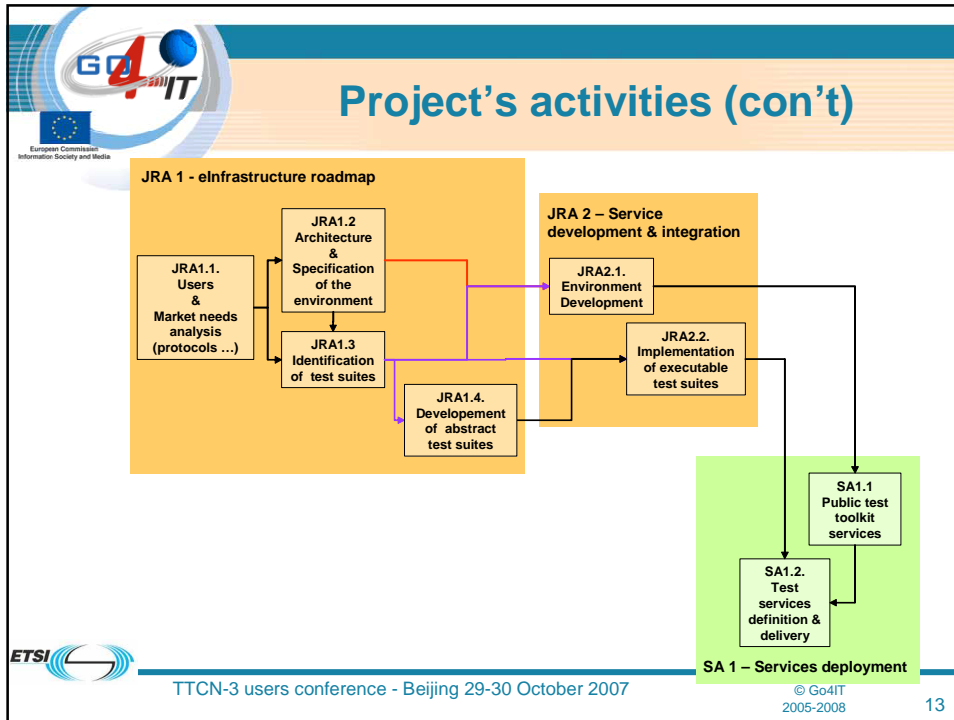 GO4IT
Project's activities (con't)
European Commission
Information Society and Media
JRA 1 - eInfrastructure roadmap
JRA1.1.
Users
&
Market needs
analysis
(protocols …)
JRA1.2
Architecture
&
Specification
of the
environment
JRA1.3
Identification
of test suites
JRA1.4.
Developement
of abstract
test suites
JRA 2 – Service
development & integration
JRA2.1.
Environment
Development
JRA2.2.
Implementation
of executable
test suites
SA1.1
Public test
toolkit
services
SA1.2.
Test
services
definition &
delivery
SA 1 – Services deployment
ETSI
TTCN-3 users conference - Beijing 29-30 October 2007
© Go4IT
2005-2008
13